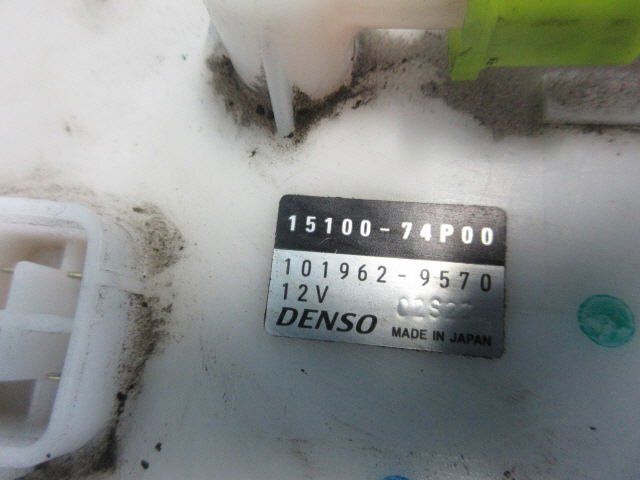 15100-74P00
101962-9570
12V
DENSO MADE IN JAPAN